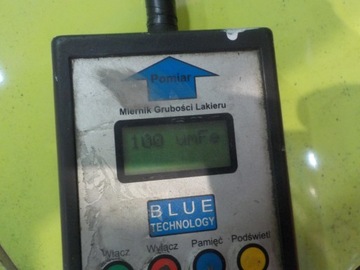 Pomiar
Miernik Grubości Lakieru
100 umFe
BLUE
TECHNOLOGY
Włącz Wyłącz Pamięć Podświetl